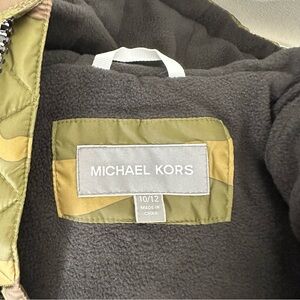 MICHAEL KORS
10/12
MADE IN
CHINA